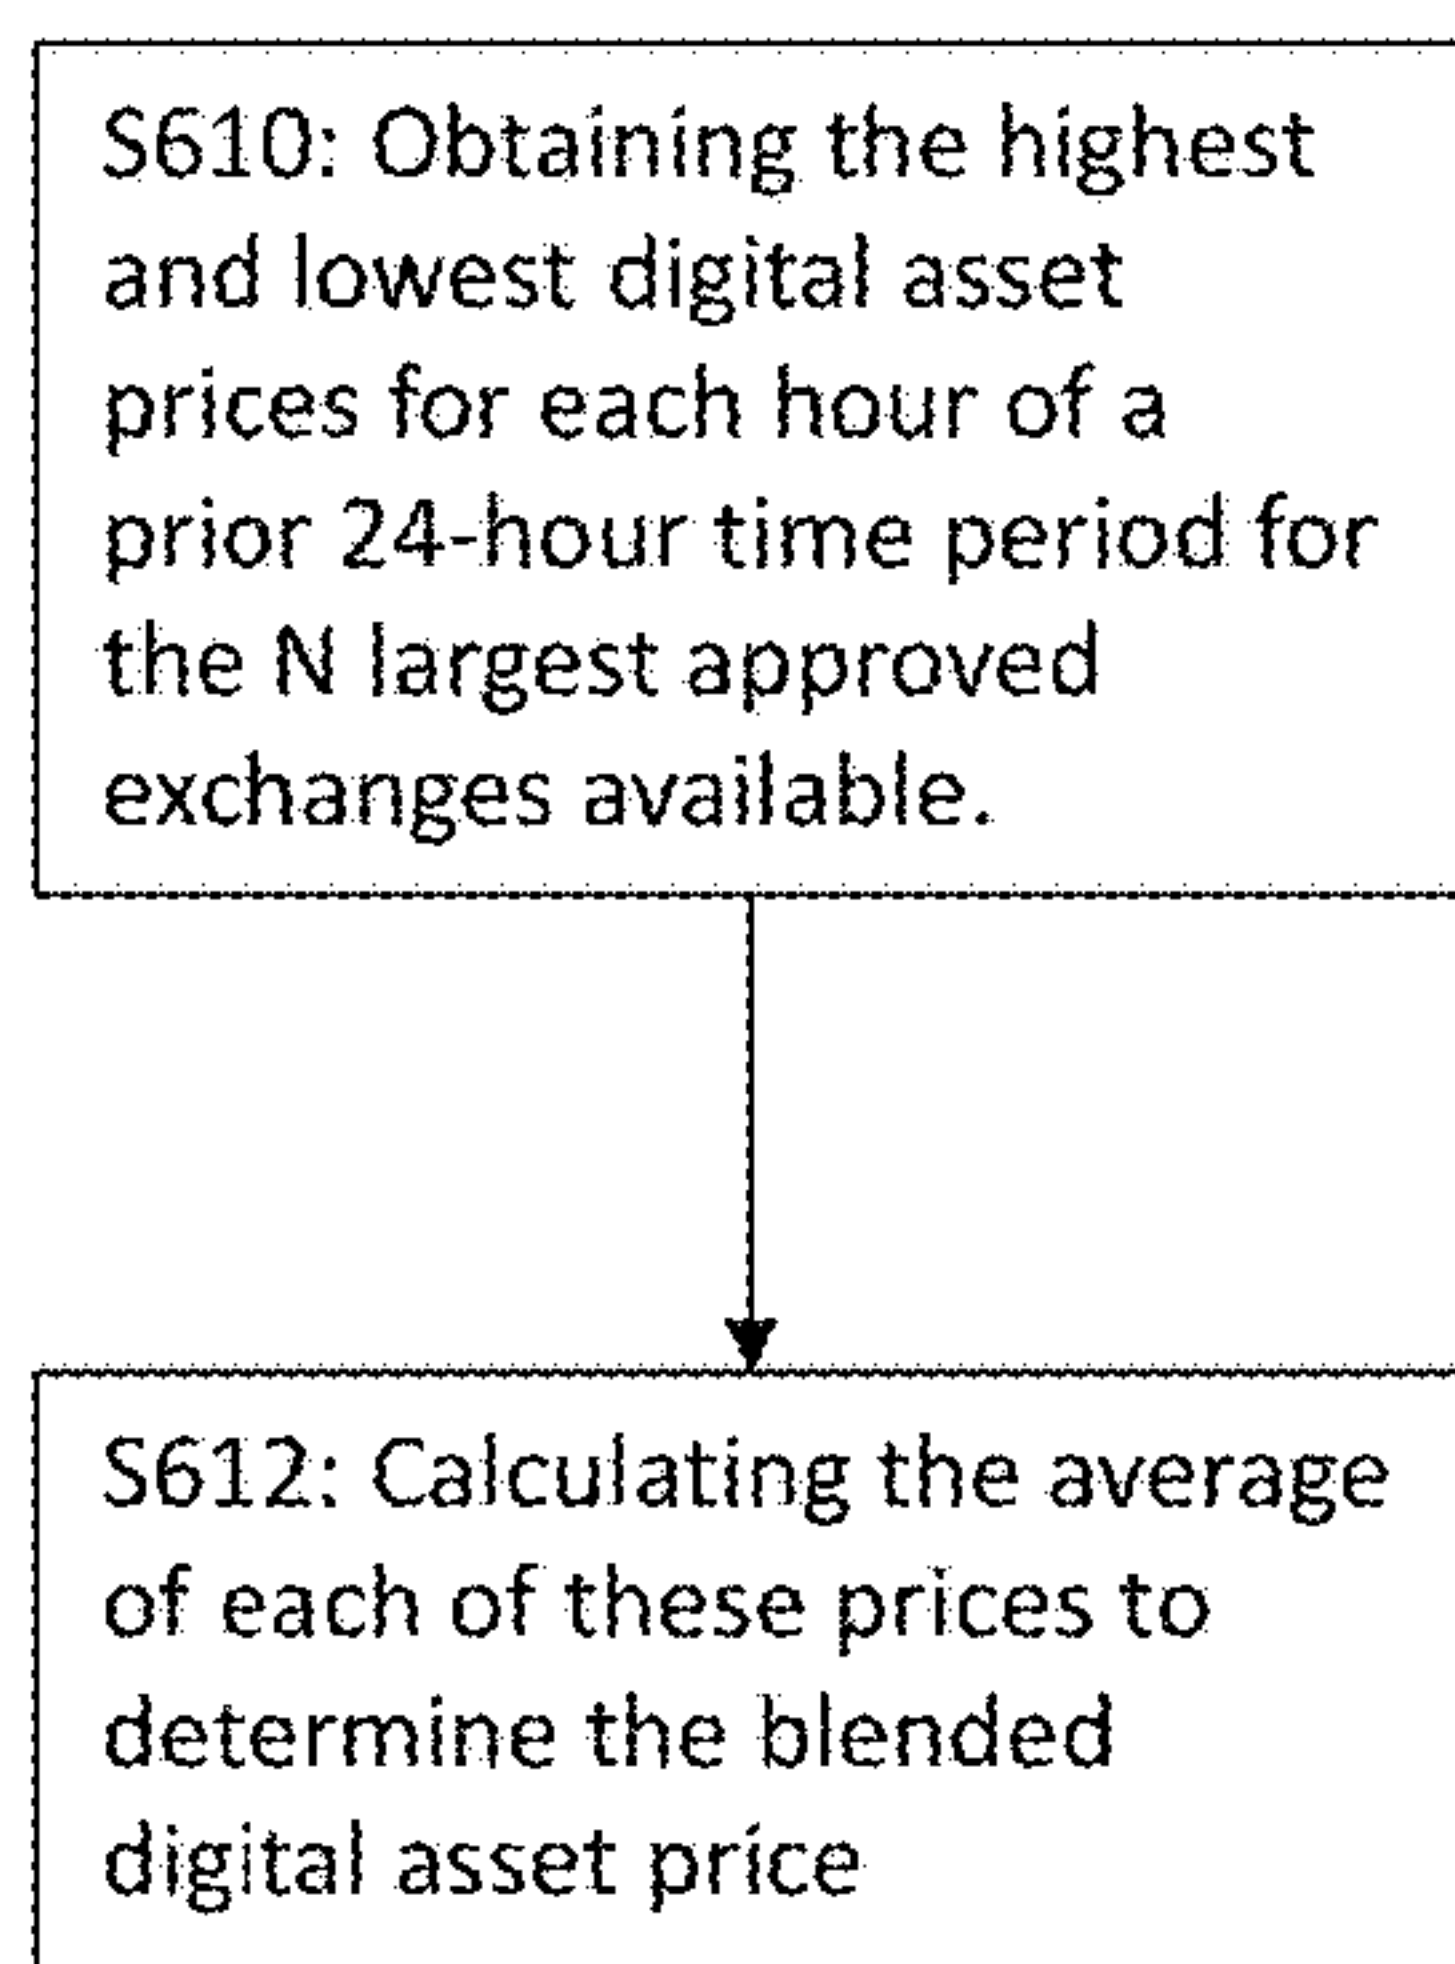 S610: Obtaining the highest
and lowest digital asset
prices for each hour of a
prior 24-hour time period for
the N largest approved
exchanges available.
S612: Calculating the average
of each of these prices to
determine the blended
digital asset price